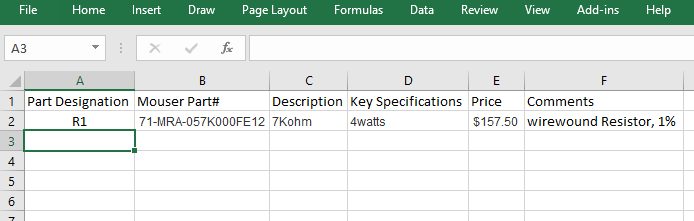 File Home Insert Draw Page Layout Formulas Data Review View Add-ins Help
A3 fx
A B C D E F
1 Part Designation Mouser Part# Description Key Specifications Price Comments
2 R1 71-MRA-057K000FE12 7Kohm 4watts $157.50 wirewound Resistor, 1%
3
4
5
6